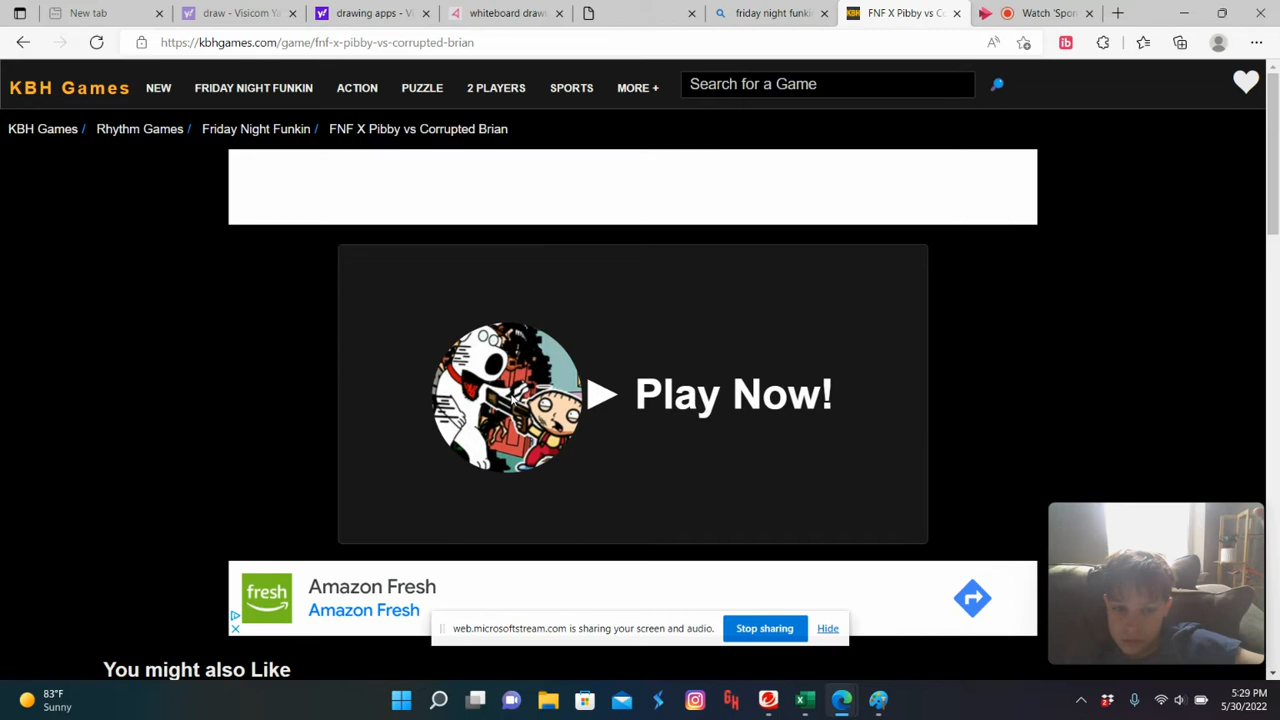 New tab
draw - Visicom Ya
drawing apps - Vi
whiteboard draw
friday night funki
FNF X Pibby vs Co
Watch 'Spor
https://kbhgames.com/game/fnf-x-pibby-vs-corrupted-brian
KBH Games
NEW
FRIDAY NIGHT FUNKIN
ACTION
PUZZLE
2 PLAYERS
SPORTS
MORE +
Search for a Game
KBH Games / Rhythm Games / Friday Night Funkin / FNF X Pibby vs Corrupted Brian
Play Now!
fresh
Amazon Fresh
Amazon Fresh
web.microsoftstream.com is sharing your screen and audio.
Stop sharing
Hide
You might also Like
83°F
Sunny
5:29 PM
5/30/2022